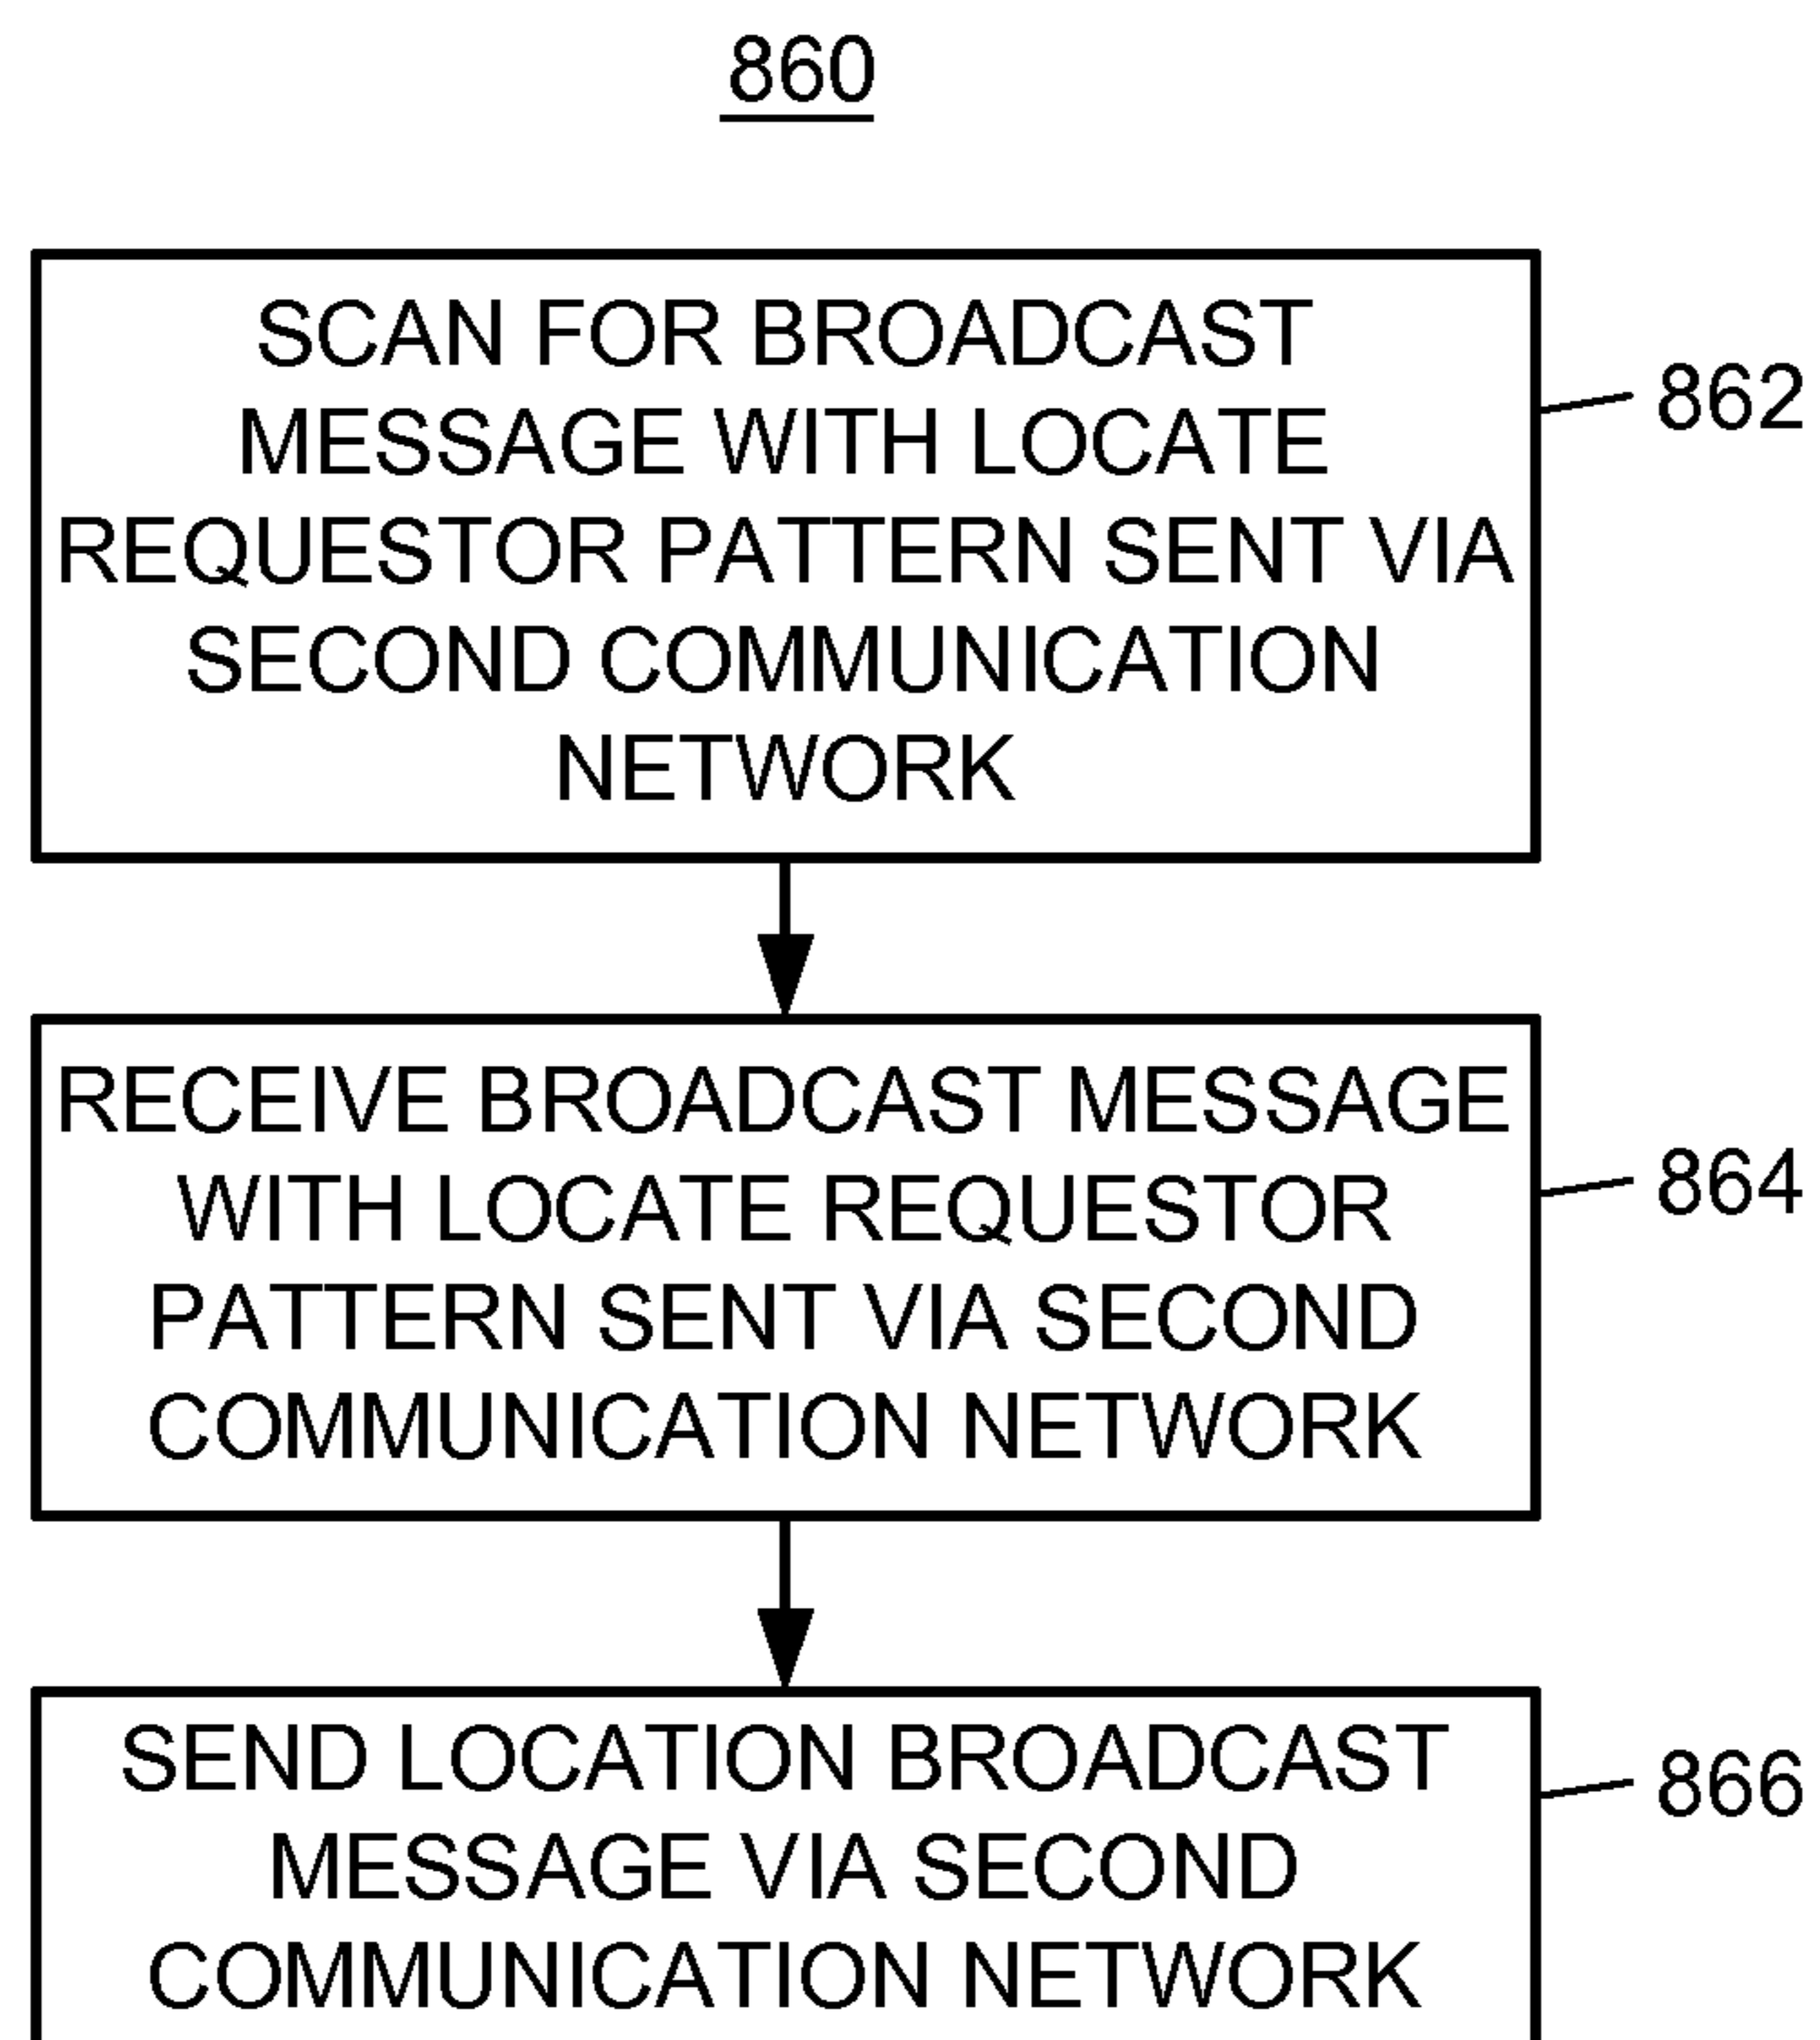 860
SCAN FOR BROADCAST
MESSAGE WITH LOCATE
REQUESTOR PATTERN SENT VIA
SECOND COMMUNICATION
NETWORK
862
RECEIVE BROADCAST MESSAGE
WITH LOCATE REQUESTOR
PATTERN SENT VIA SECOND
COMMUNICATION NETWORK
864
SEND LOCATION BROADCAST
MESSAGE VIA SECOND
COMMUNICATION NETWORK
866